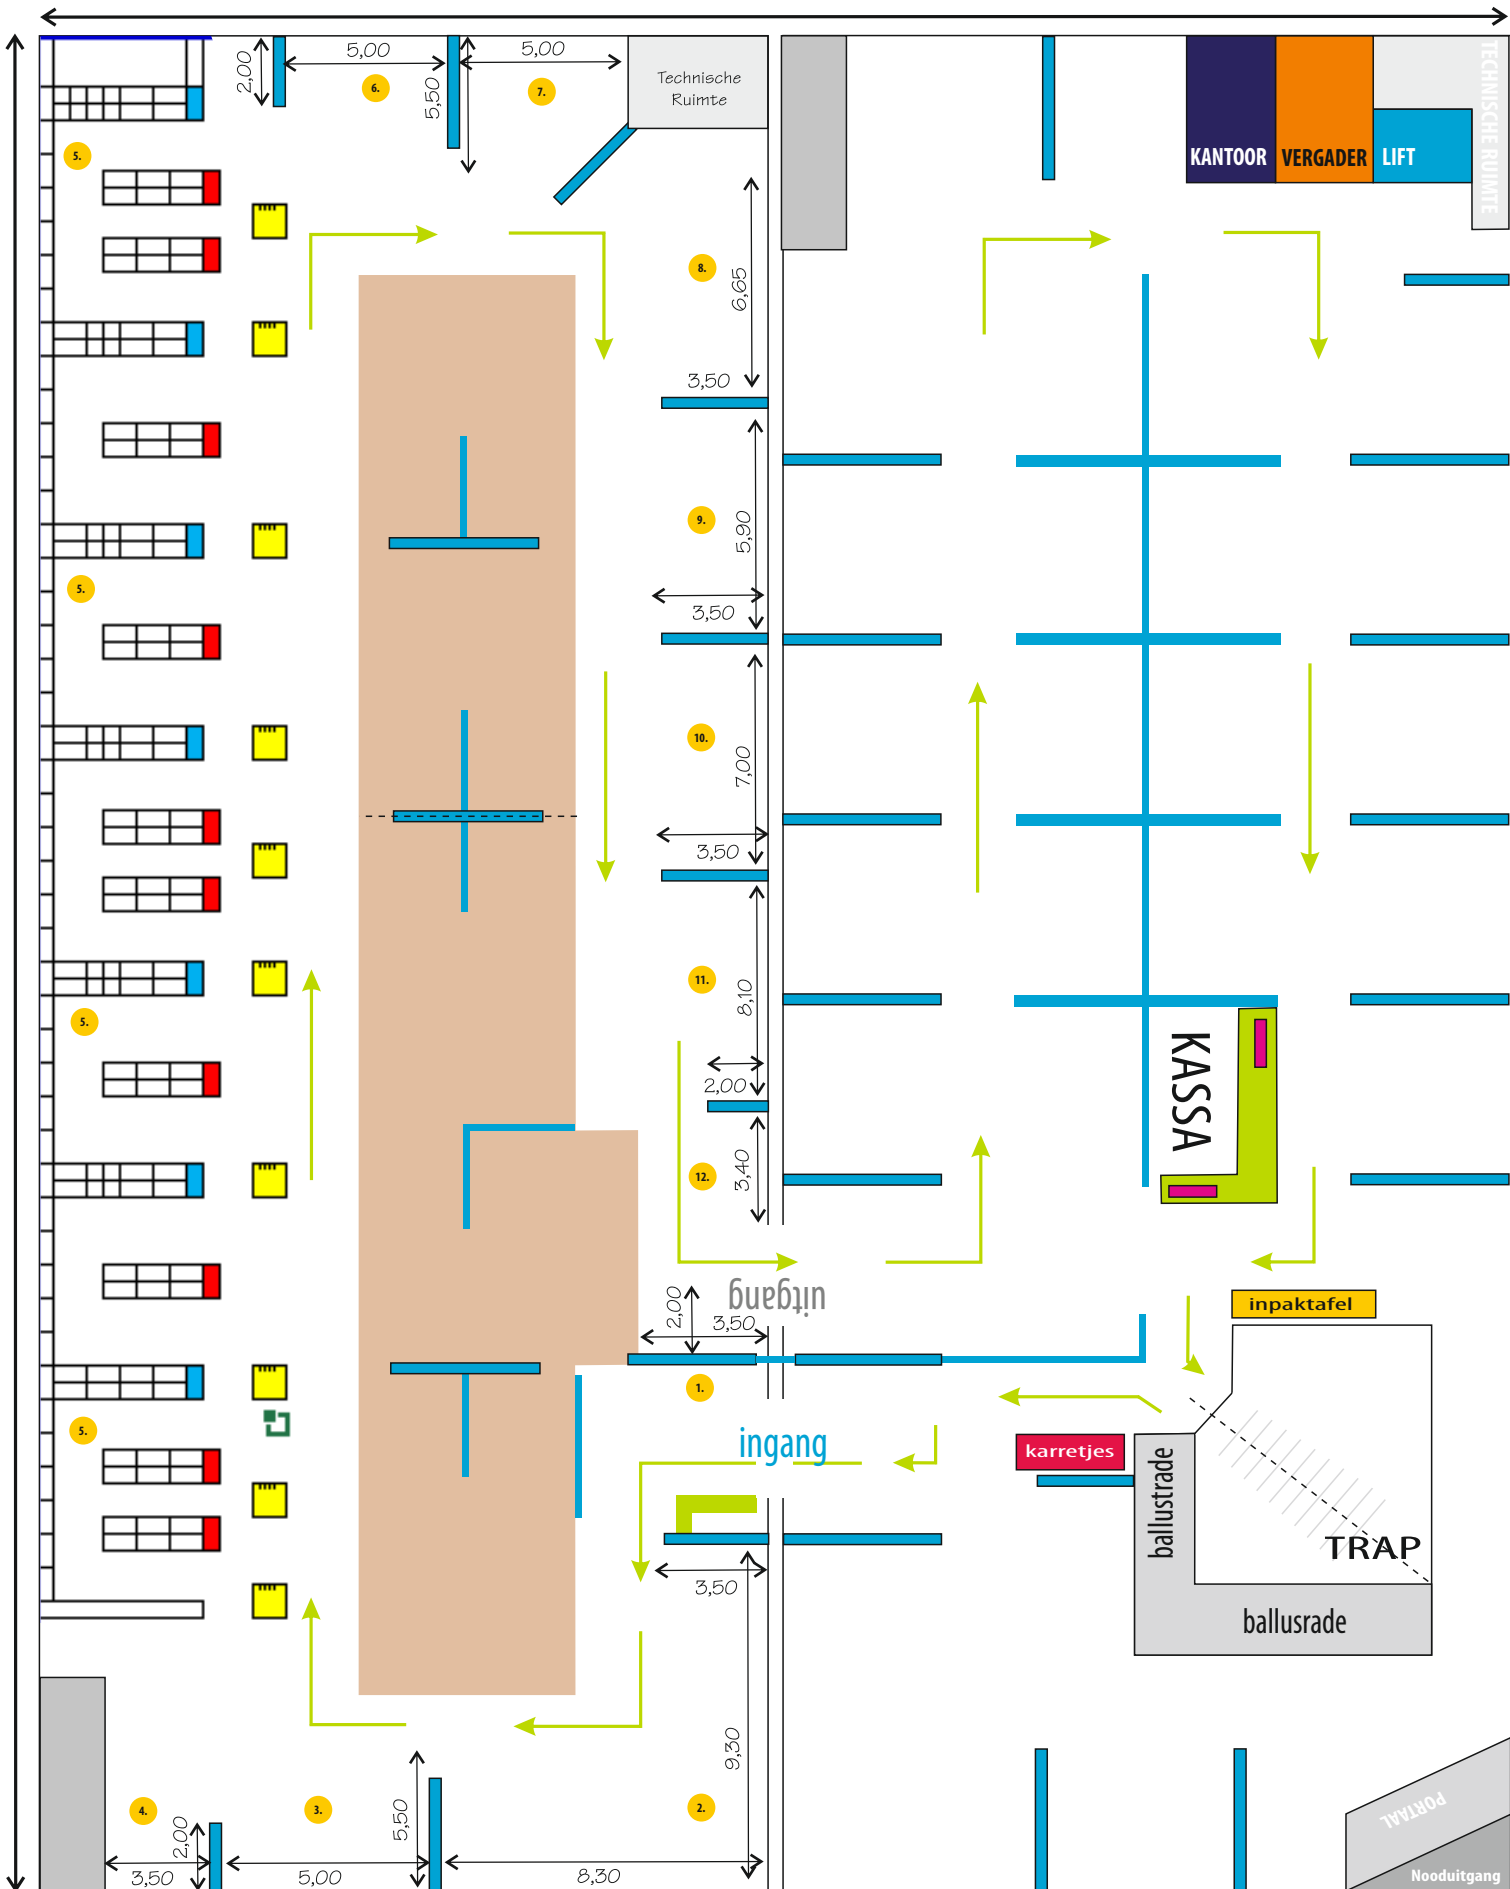 5,00
5,00
2,00
5,50
6.
7.
Technische
Ruimte
KANTOOR
VERGADER
LIFT
TECHNISCHE RUIMTE
5.
8.
6,65
3,50
9.
5,90
3,50
5.
10.
7,00
3,50
11.
8,10
5.
2,00
KASSA
12.
3,40
uitgang
2,00
3,50
inpaktafel
1.
5.
ingang
karretjes
ballustrade
TRAP
3,50
ballusrade
9,30
4.
3.
2.
2,00
5,50
3,50
5,00
8,30
PORTAAL
Nooduitgang